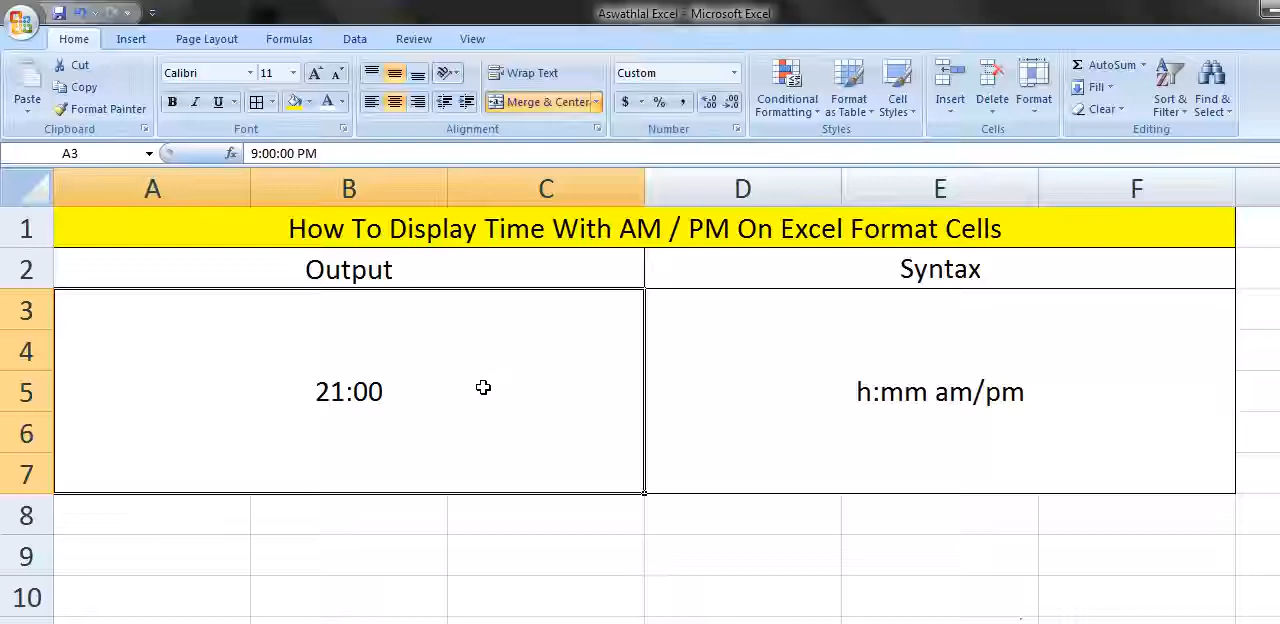 Aswathlal Excel - Microsoft Excel
Home Insert Page Layout Formulas Data Review View
Paste
Cut
Copy
Format Painter
Clipboard
Calibri 11
B I U
Font
Wrap Text
Merge & Center
Alignment
Custom
$ % ,
Number
Conditional Formatting
Format as Table
Cell Styles
Styles
Insert Delete Format
Cells
Σ AutoSum
Fill
Clear
Sort & Filter
Find & Select
Editing
A3 fx 9:00:00 PM
A B C D E F
1 How To Display Time With AM / PM On Excel Format Cells
2 Output Syntax
3
4
5 21:00 h:mm am/pm
6
7
8
9
10